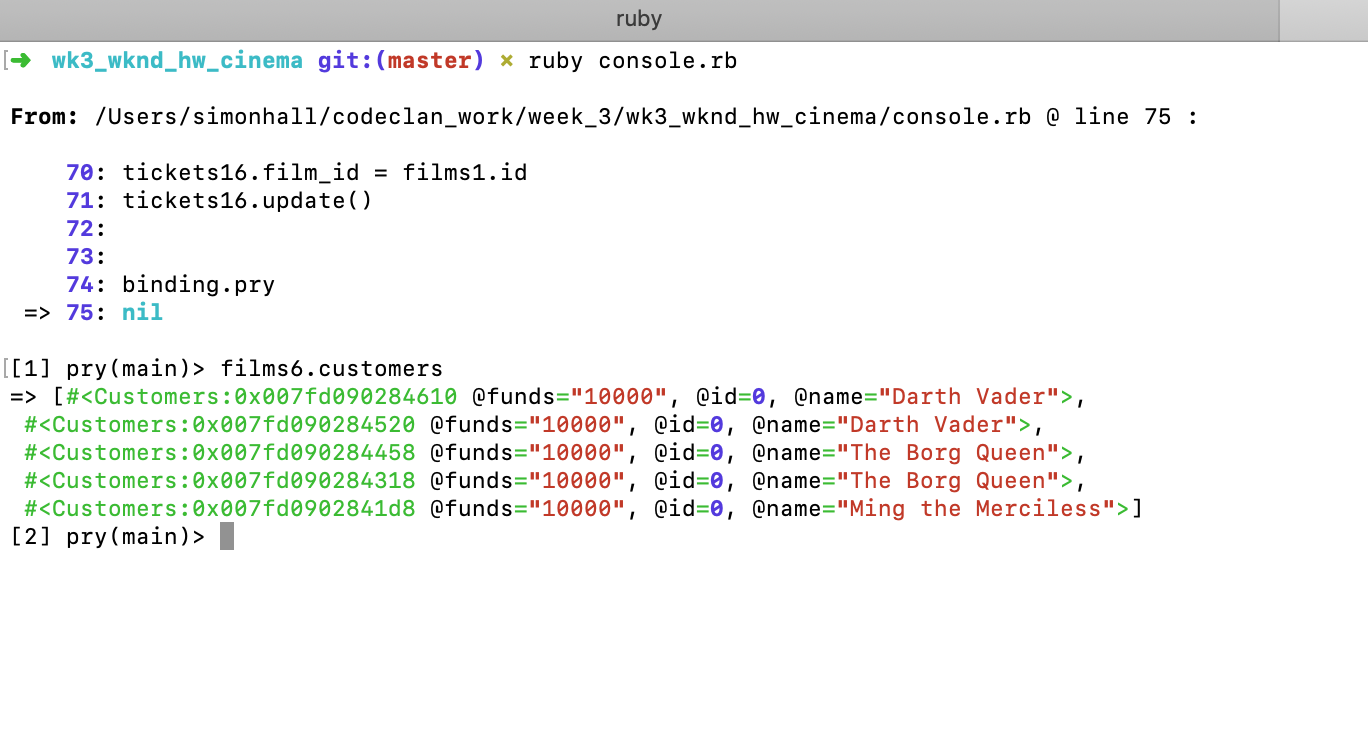 ruby
[➜ wk3_wknd_hw_cinema git:(master) × ruby console.rb
From: /Users/simonhall/codeclan_work/week_3/wk3_wknd_hw_cinema/console.rb @ line 75 :
70: tickets16.film_id = films1.id
71: tickets16.update()
72:
73:
74: binding.pry
=> 75: nil
[[1] pry(main)> films6.customers
=> [#<Customers:0x007fd090284610 @funds="10000", @id=0, @name="Darth Vader">,
#<Customers:0x007fd090284520 @funds="10000", @id=0, @name="Darth Vader">,
#<Customers:0x007fd090284458 @funds="10000", @id=0, @name="The Borg Queen">,
#<Customers:0x007fd090284318 @funds="10000", @id=0, @name="The Borg Queen">,
#<Customers:0x007fd0902841d8 @funds="10000", @id=0, @name="Ming the Merciless">]
[2] pry(main)>